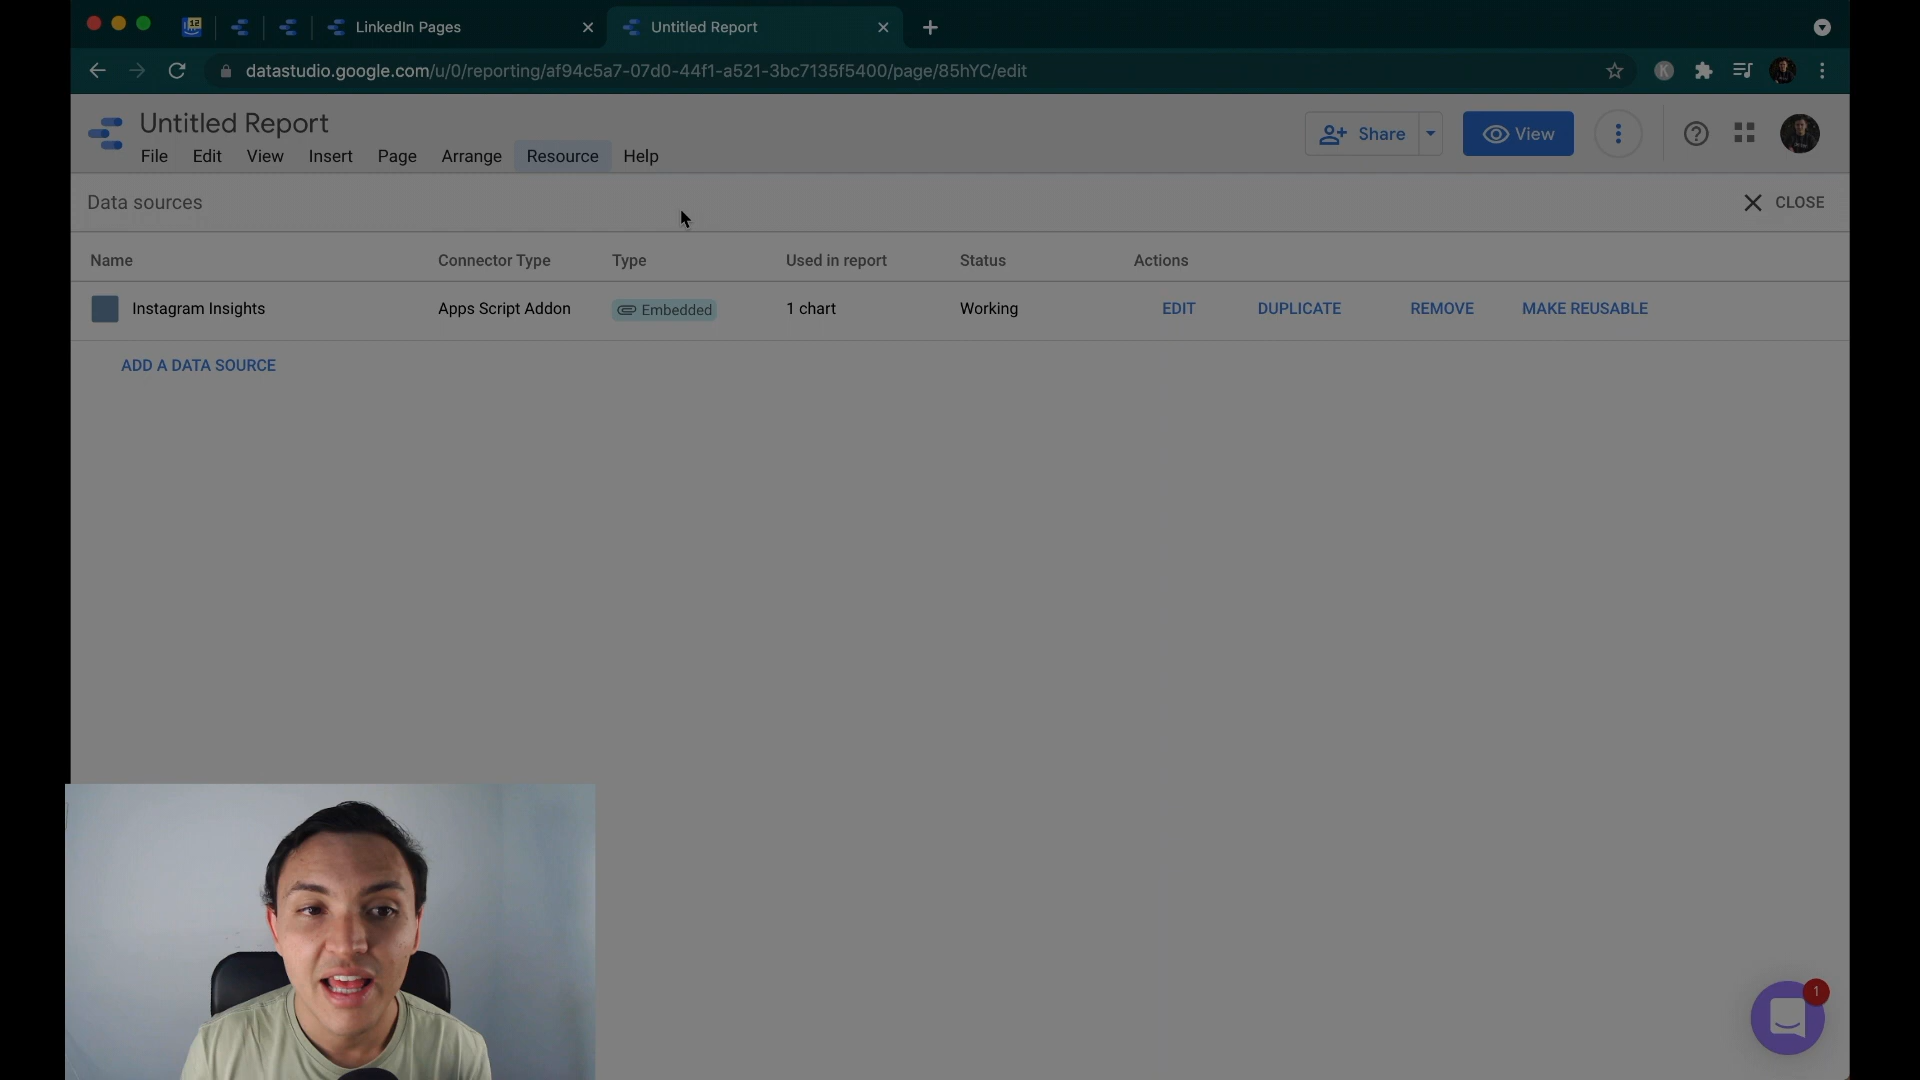 12
LinkedIn Pages
Untitled Report
datastudio.google.com/u/0/reporting/af94c5a7-07d0-44f1-a521-3bc7135f5400/page/85hYC/edit
K
Untitled Report
File Edit View Insert Page Arrange Resource Help
Share
View
Data sources
CLOSE
Name Connector Type Type Used in report Status Actions
Instagram Insights Apps Script Addon Embedded 1 chart Working EDIT DUPLICATE REMOVE MAKE REUSABLE
ADD A DATA SOURCE
1